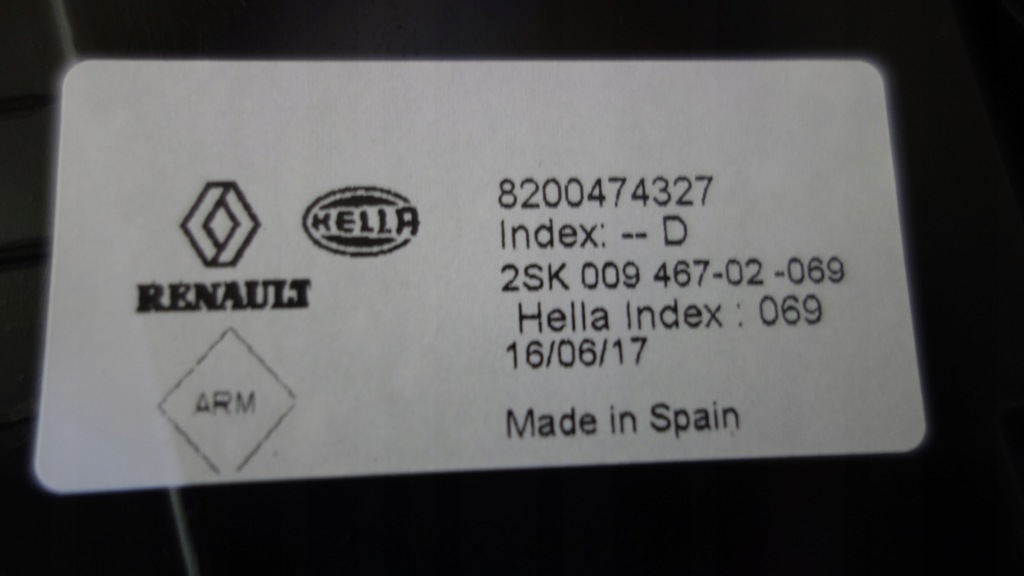 RENAULT
HELLA
ARM
8200474327
Index: -- D
2SK 009 467-02 -069
Hella Index : 069
16/06/17
Made in Spain